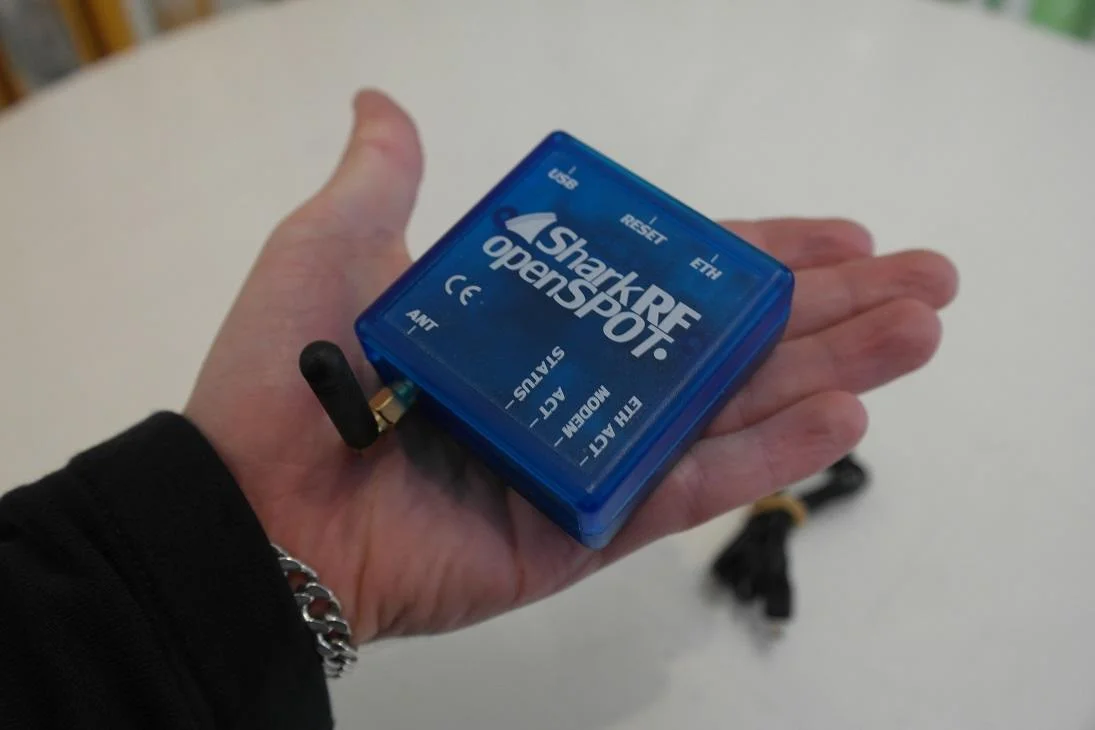 USB
RESET
ETH
SharkRF
openSPOT
CE
ANT
STATUS
ACT
MODEM
ETH ACT